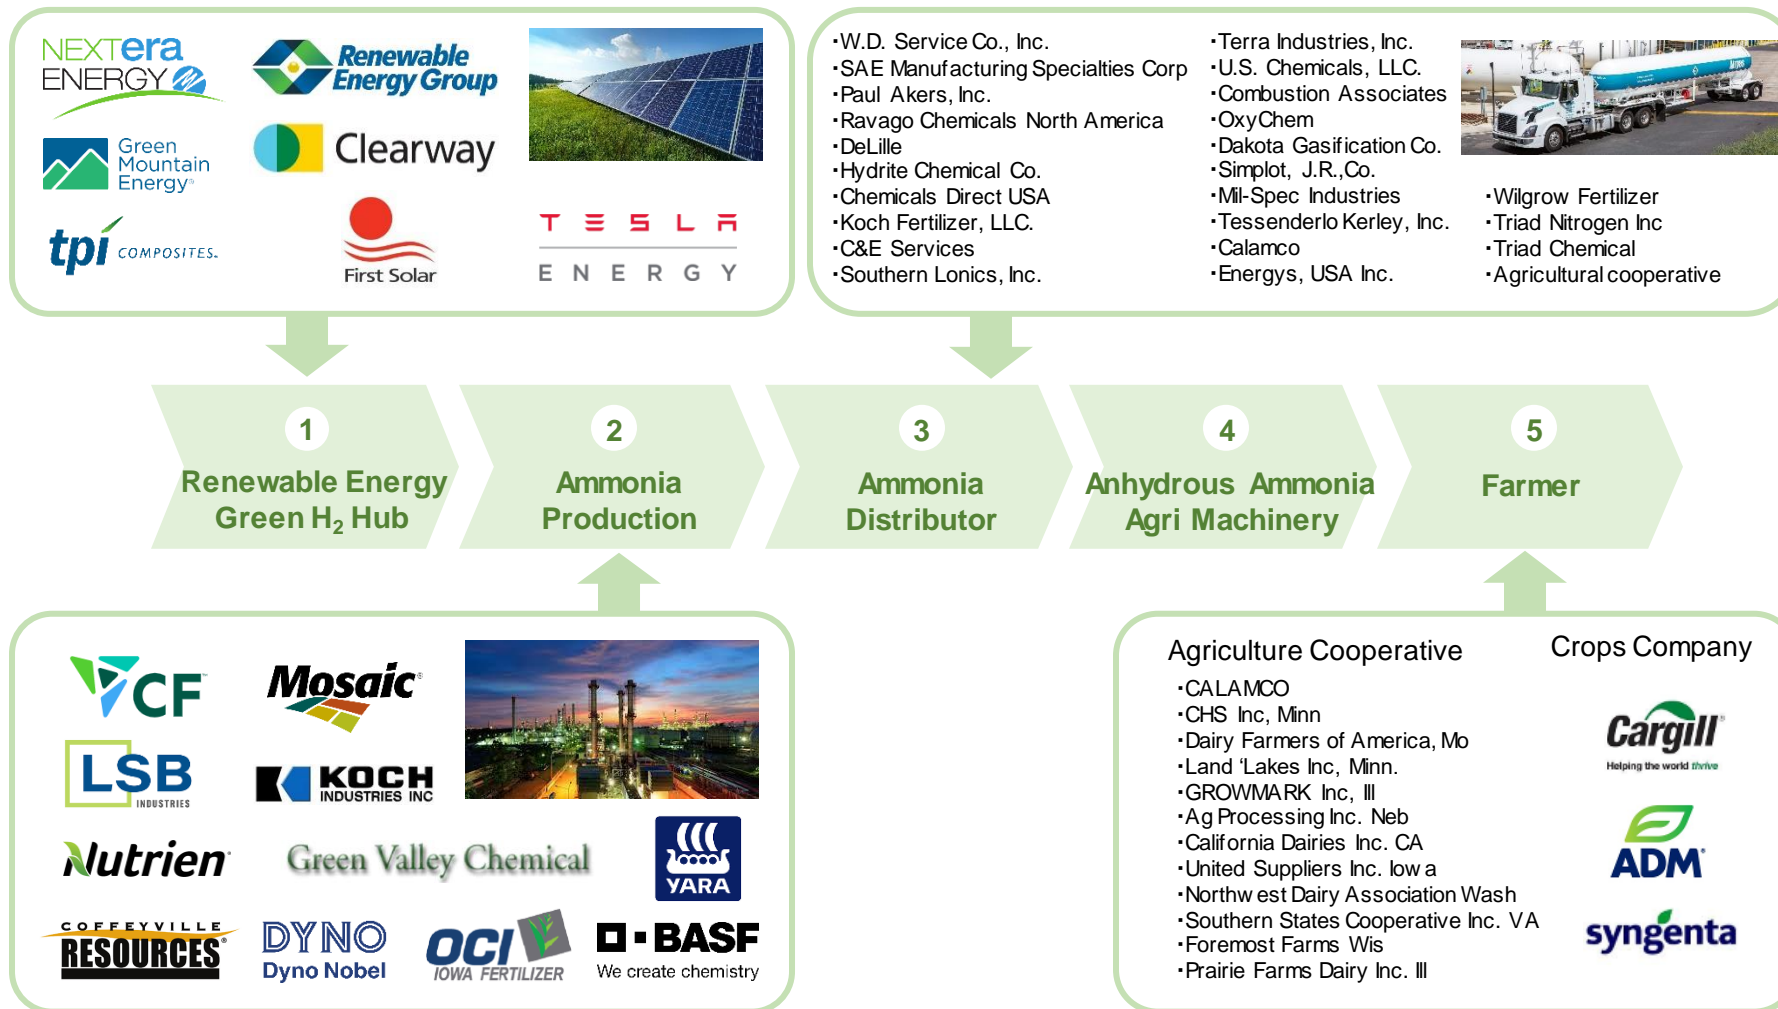 NEXTera
ENERGY
Renewable
Energy Group
Green
Mountain
Energy®
Clearway
tpi COMPOSITES.
First Solar
TESLA
ENERGY
・W.D. Service Co., Inc.
・SAE Manufacturing Specialties Corp
・Paul Akers, Inc.
・Ravago Chemicals North America
・DeLille
・Hydrite Chemical Co.
・Chemicals Direct USA
・Koch Fertilizer, LLC.
・C&E Services
・Southern Lonics, Inc.
・Terra Industries, Inc.
・U.S. Chemicals, LLC.
・Combustion Associates
・OxyChem
・Dakota Gasification Co.
・Simplot, J.R.,Co.
・Mil-Spec Industries
・Tessenderlo Kerley, Inc.
・Calamco
・Energys, USA Inc.
・Wilgrow Fertilizer
・Triad Nitrogen Inc
・Triad Chemical
・Agricultural cooperative
1
Renewable Energy
Green H₂ Hub
2
Ammonia
Production
3
Ammonia
Distributor
4
Anhydrous Ammonia
Agri Machinery
5
Farmer
CF
Mosaic®
LSB
INDUSTRIES
KOCH
INDUSTRIES INC
Nutrien
Green Valley Chemical
YARA
COFFEYVILLE
RESOURCES®
DYNO
Dyno Nobel
OCI
IOWA FERTILIZER
BASF
We create chemistry
Agriculture Cooperative
・CALAMCO
・CHS Inc, Minn
・Dairy Farmers of America, Mo
・Land ‘Lakes Inc, Minn.
・GROWMARK Inc, Ill
・Ag Processing Inc. Neb
・California Dairies Inc. CA
・United Suppliers Inc. Iowa
・Northwest Dairy Association Wash
・Southern States Cooperative Inc. VA
・Foremost Farms Wis
・Prairie Farms Dairy Inc. Ill
Crops Company
Cargill®
Helping the world thrive
ADM
syngenta